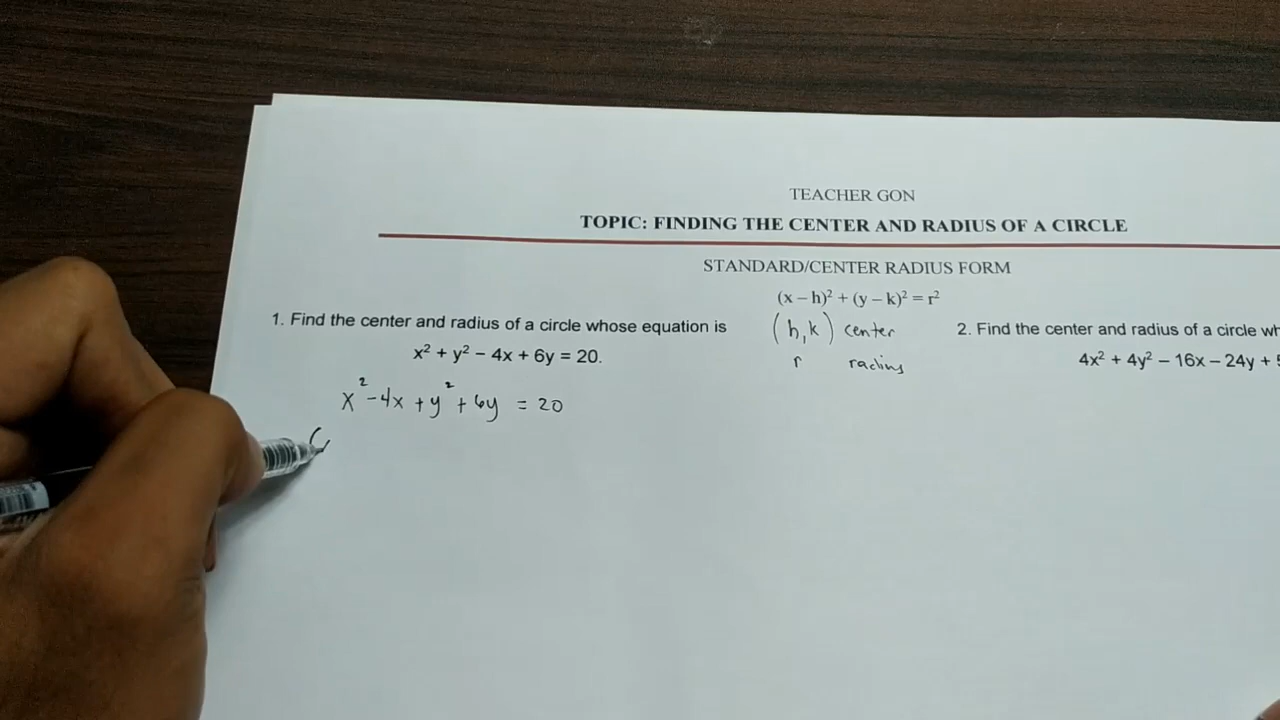 TEACHER GON
TOPIC: FINDING THE CENTER AND RADIUS OF A CIRCLE
STANDARD/CENTER RADIUS FORM
(x – h)² + (y – k)² = r²
1. Find the center and radius of a circle whose equation is
x² + y² – 4x + 6y = 20.
x² - 4x + y² + 6y = 20
(
(h,k) center
r radius
2. Find the center and radius of a circle
4x² + 4y² – 16x – 24y +